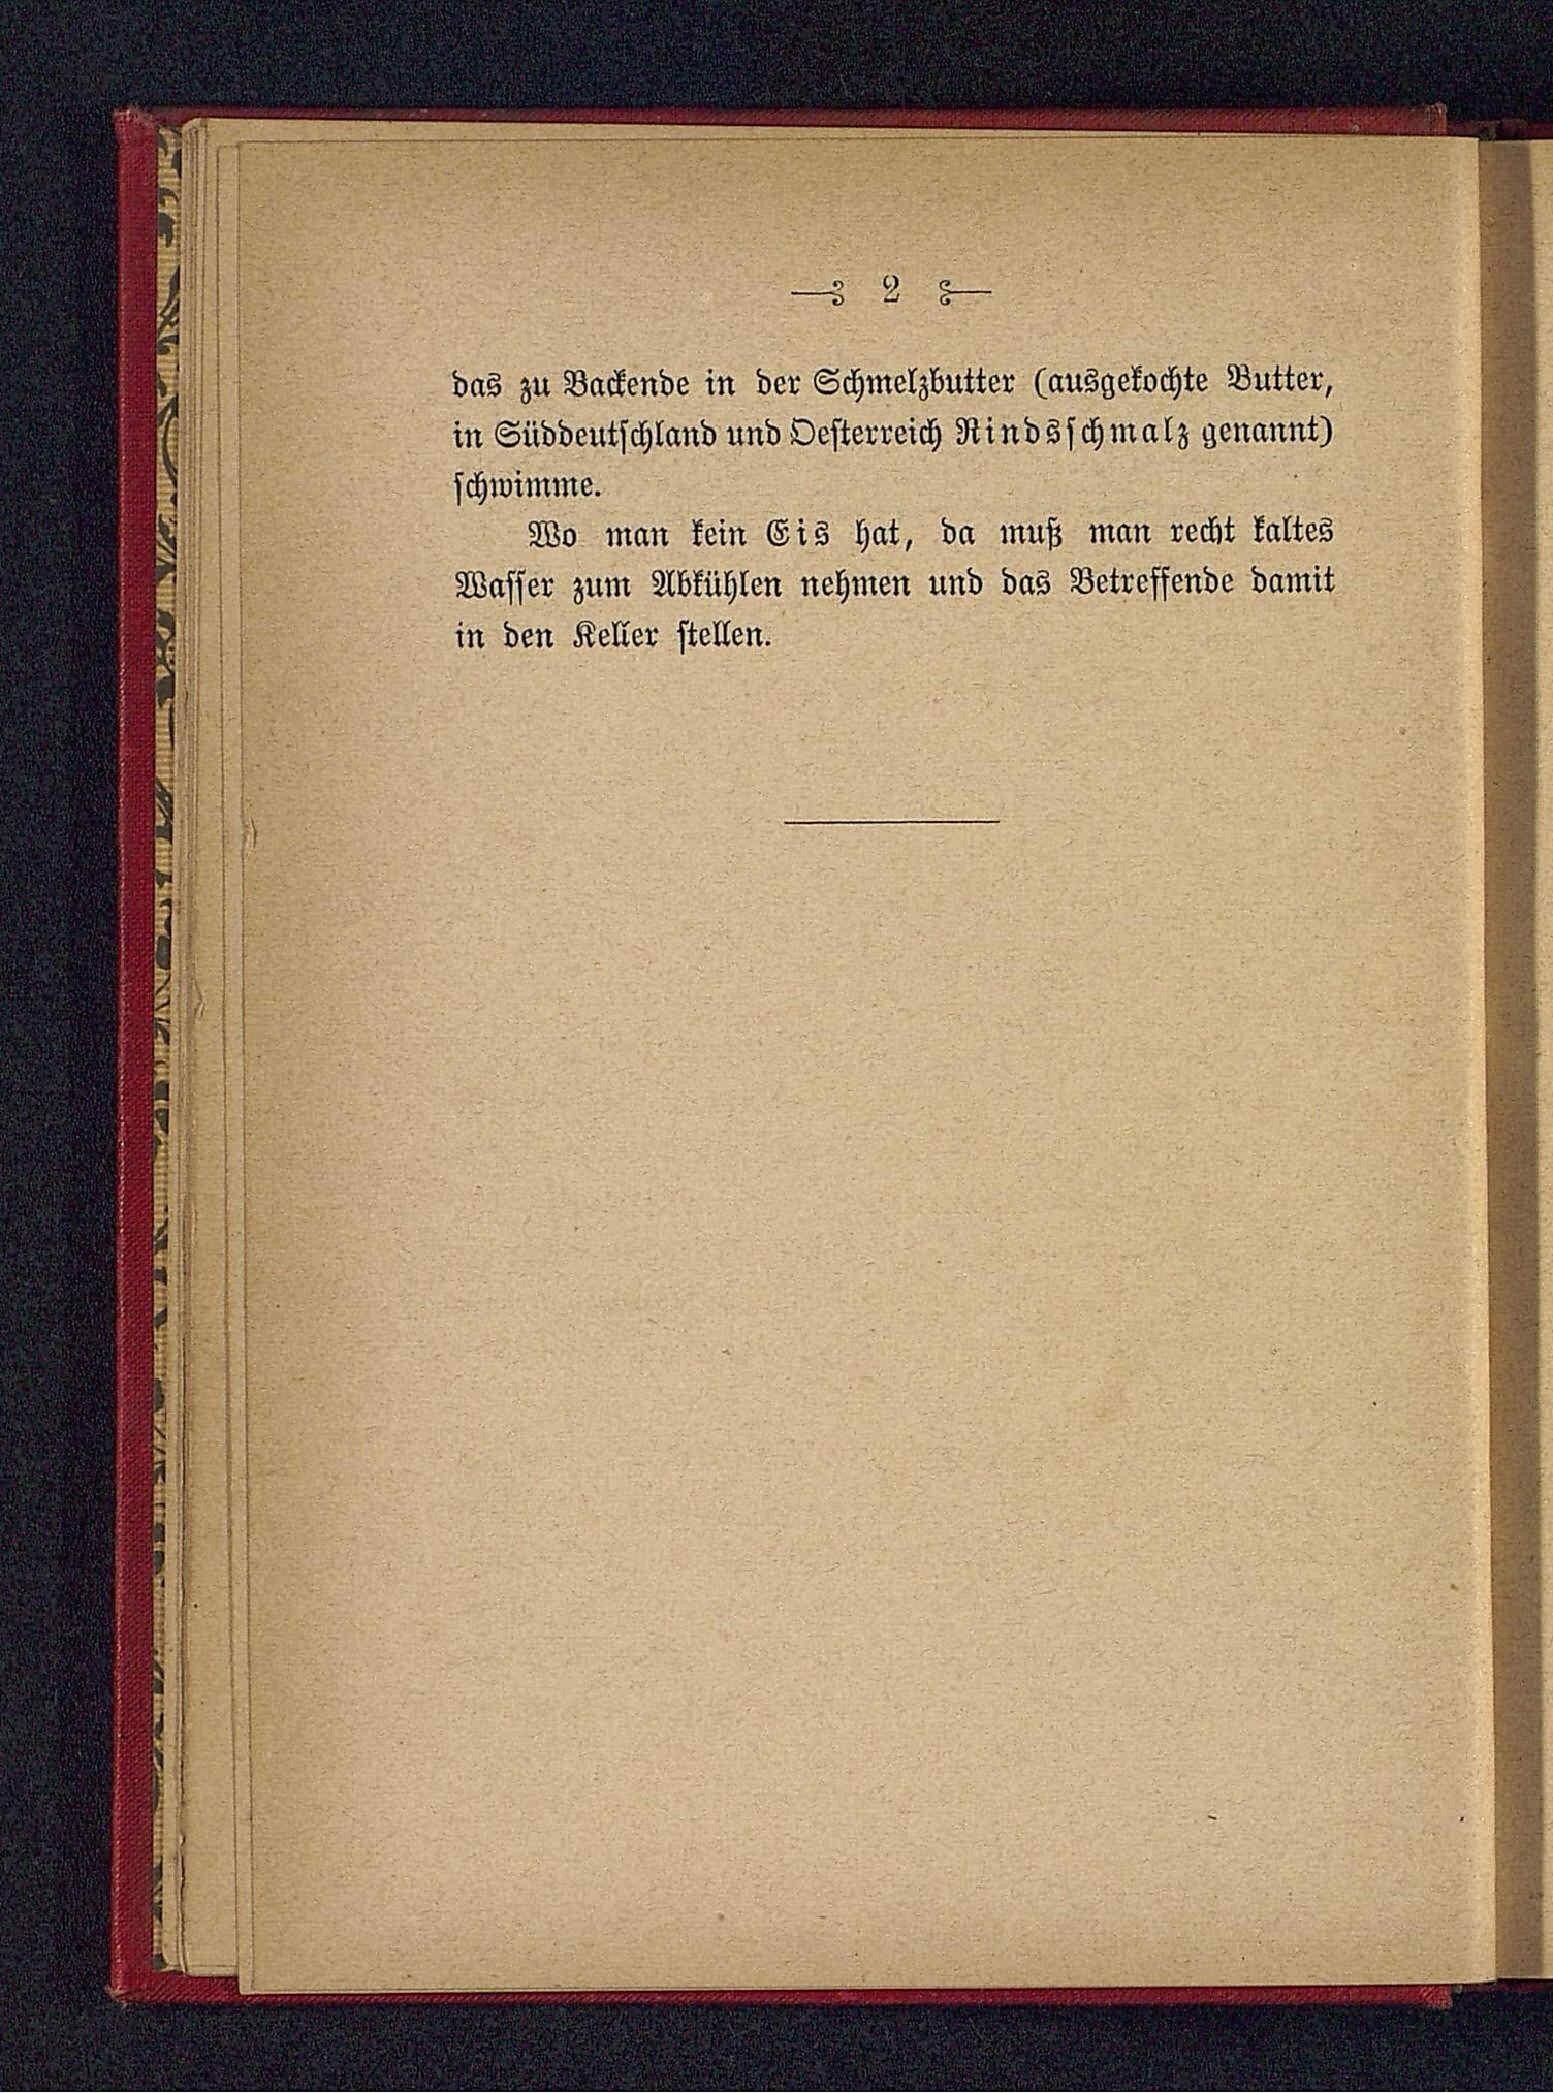 2
das zu Backende in der Schmelzbutter (ausgekochte Butter,
in Süddeutschland und Oesterreich Rindsschmalz genannt)
schwimme.
Wo man kein Eis hat, da muß man recht kaltes
Wasser zum Abkühlen nehmen und das Betreffende damit
in den Keller stellen.